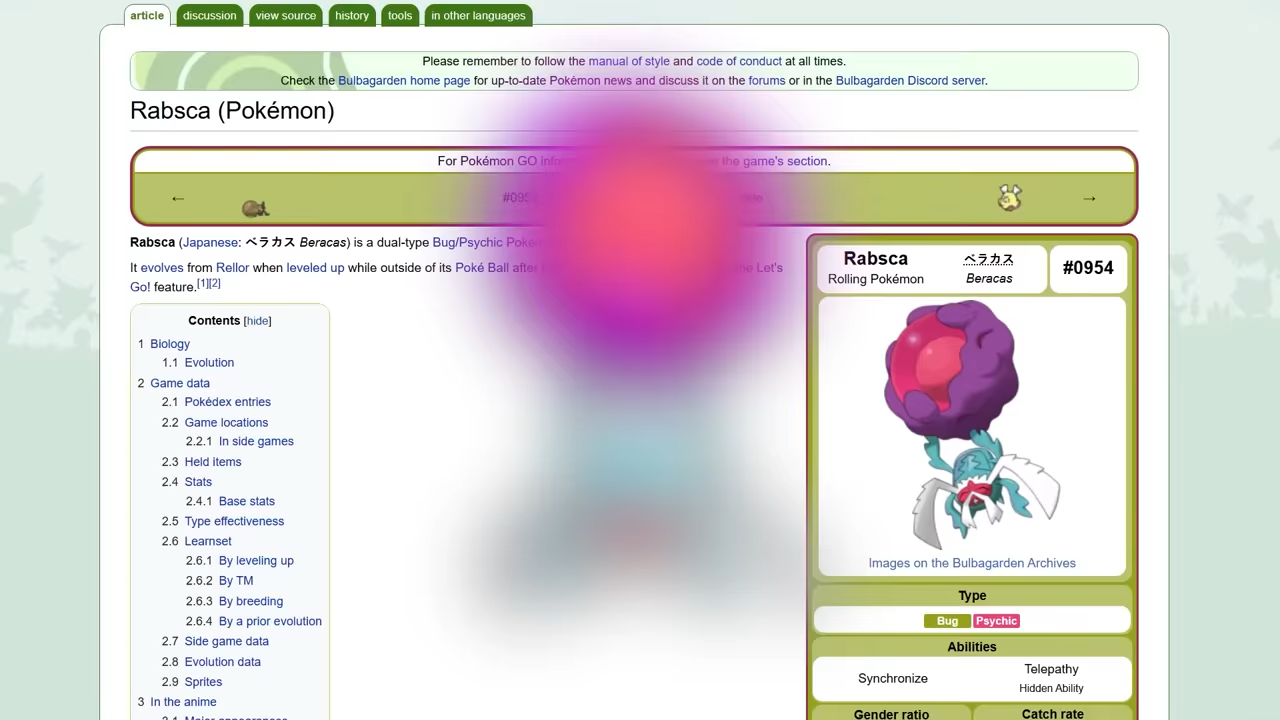 article
discussion
view source
history
tools
in other languages
Please remember to follow the manual of style and code of conduct at all times.
Check the Bulbagarden home page for up-to-date Pokémon news and discuss it on the forums or in the Bulbagarden Discord server.
Rabsca (Pokémon)
For Pokémon GO the game's section.
←
→
Rabsca (Japanese: ベラカス Beracas) is a dual-type Bug/Psychic
It evolves from Rellor when leveled up while outside of its Poké Ball after Let's
Go! feature.[1][2]
Contents [hide]
1 Biology
1.1 Evolution
2 Game data
2.1 Pokédex entries
2.2 Game locations
2.2.1 In side games
2.3 Held items
2.4 Stats
2.4.1 Base stats
2.5 Type effectiveness
2.6 Learnset
2.6.1 By leveling up
2.6.2 By TM
2.6.3 By breeding
2.6.4 By a prior evolution
2.7 Side game data
2.8 Evolution data
2.9 Sprites
3 In the anime
3.1 Major appearances
Rabsca
Rolling Pokémon
ベラカス
Beracas
#0954
Images on the Bulbagarden Archives
Type
Bug
Psychic
Abilities
Synchronize
Telepathy
Hidden Ability
Gender ratio
Catch rate